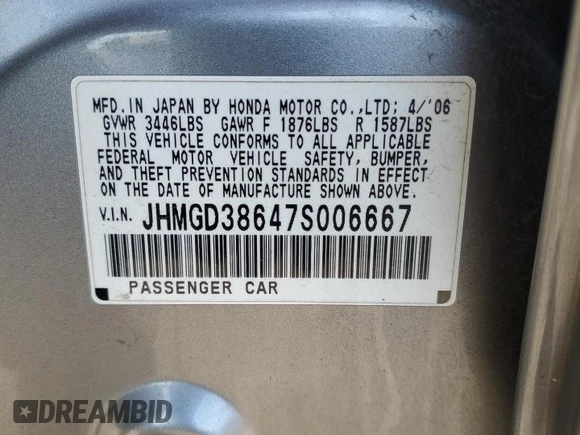 MFD. IN JAPAN BY HONDA MOTOR CO.,LTD; 4/'06
GVWR 3446LBS GAWR F 1876LBS R 1587LBS
THIS VEHICLE CONFORMS TO ALL APPLICABLE
FEDERAL MOTOR VEHICLE SAFETY, BUMPER,
AND THEFT PREVENTION STANDARDS IN EFFECT
ON THE DATE OF MANUFACTURE SHOWN ABOVE.
V.I.N. JHMGD38647S006667
PASSENGER CAR
DREAMBID